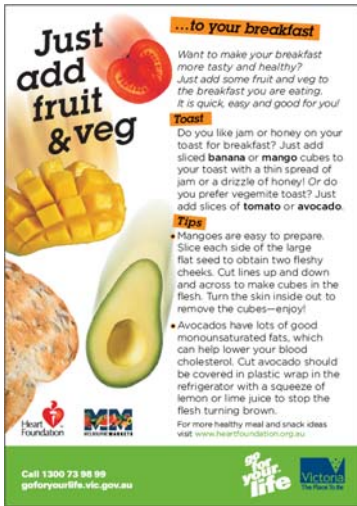 Just
add
fruit
& veg
...to your breakfast
Want to make your breakfast
more tasty and healthy?
Just add some fruit and veg to
the breakfast you are eating.
It is quick, easy and good for you!
Toast
Do you like jam or honey on your
toast for breakfast? Just add
sliced banana or mango cubes to
your toast with a thin spread of
jam or a drizzle of honey! Or do
you prefer vegemite toast? Just
add slices of tomato or avocado.
Tips
• Mangoes are easy to prepare.
Slice each side of the large
flat seed to obtain two fleshy
cheeks. Cut lines up and down
and across to make cubes in the
flesh. Turn the skin inside out to
remove the cubes—enjoy!
• Avocados have lots of good
monounsaturated fats, which
can help lower your blood
cholesterol. Cut avocado should
be covered in plastic wrap in the
refrigerator with a squeeze of
lemon or lime juice to stop the
flesh turning brown.
For more healthy meal and snack ideas
visit www.heartfoundation.org.au
Heart
Foundation
MM
MELBOURNE MARKETS
Call 1300 73 98 99
goforyourlife.vic.gov.au
go
for
your
life
Victoria
The Place To Be